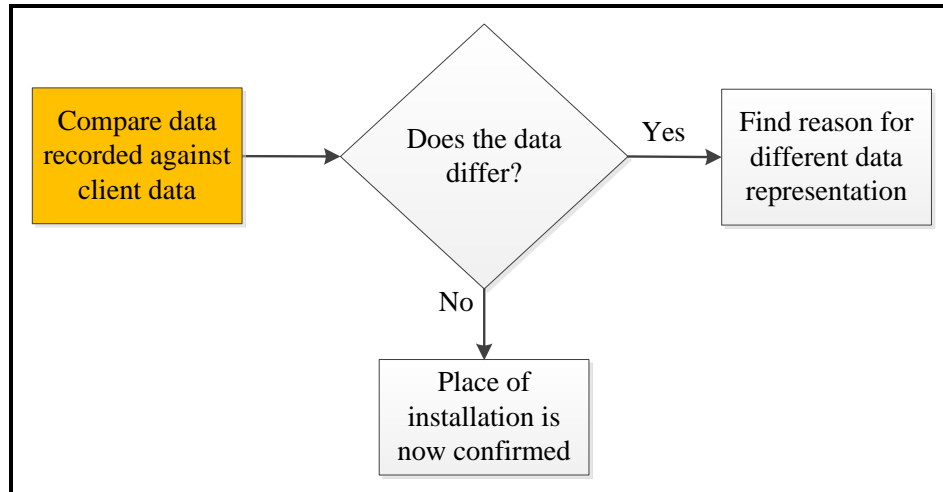 Compare data
recorded against
client data
Does the data
differ?
Yes
Find reason for
different data
representation
No
Place of
installation is
now confirmed